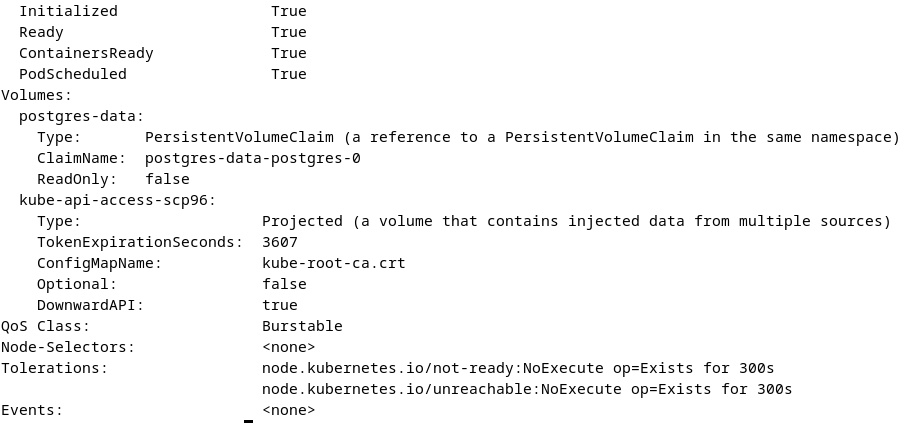 Initialized                 True
  Ready                       True
  ContainersReady             True
  PodScheduled                True
Volumes:
  postgres-data:
    Type:       PersistentVolumeClaim (a reference to a PersistentVolumeClaim in the same namespace)
    ClaimName:  postgres-data-postgres-0
    ReadOnly:   false
  kube-api-access-scp96:
    Type:                    Projected (a volume that contains injected data from multiple sources)
    TokenExpirationSeconds:  3607
    ConfigMapName:           kube-root-ca.crt
    Optional:                false
    DownwardAPI:             true
QoS Class:                   Burstable
Node-Selectors:              <none>
Tolerations:                 node.kubernetes.io/not-ready:NoExecute op=Exists for 300s
                             node.kubernetes.io/unreachable:NoExecute op=Exists for 300s
Events:                      <none>